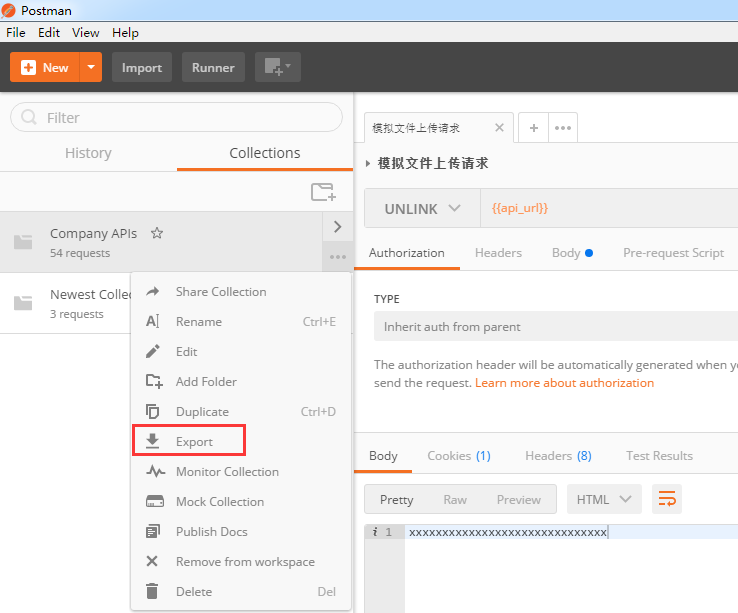 Postman
File Edit View Help
New Import Runner
Filter
History Collections
Company APIs
54 requests
Newest Collec
3 requests
Share Collection
Rename Ctrl+E
Edit
Add Folder
Duplicate Ctrl+D
Export
Monitor Collection
Mock Collection
Publish Docs
Remove from workspace
Delete Del
模拟文件上传请求
模拟文件上传请求
UNLINK {{api_url}}
Authorization Headers Body Pre-request Script
TYPE
Inherit auth from parent
The authorization header will be automatically generated when yo
send the request. Learn more about authorization
Body Cookies (1) Headers (8) Test Results
Pretty Raw Preview HTML
i 1 xxxxxxxxxxxxxxxxxxxxxxxxxxxxxx